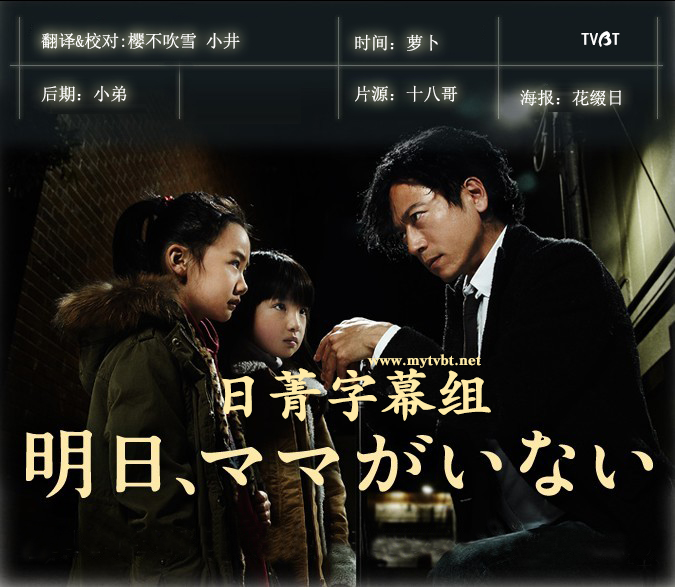 翻译&校对:樱不吹雪 小井
时间: 萝卜
TVBT
后期: 小弟
片源: 十八哥
海报: 花缀日
www.mytvbt.net
日菁字幕组
明日、ママがいない